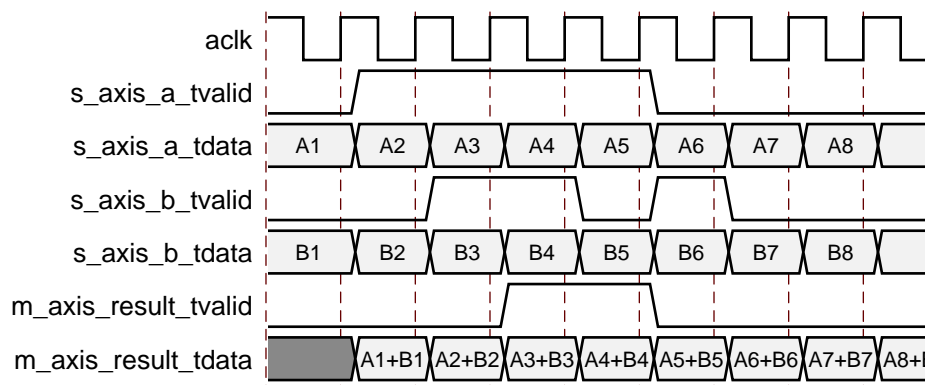 aclk
s_axis_a_tvalid
s_axis_a_tdata A1 A2 A3 A4 A5 A6 A7 A8
s_axis_b_tvalid
s_axis_b_tdata B1 B2 B3 B4 B5 B6 B7 B8
m_axis_result_tvalid
m_axis_result_tdata A1+B1 A2+B2 A3+B3 A4+B4 A5+B5 A6+B6 A7+B7 A8+